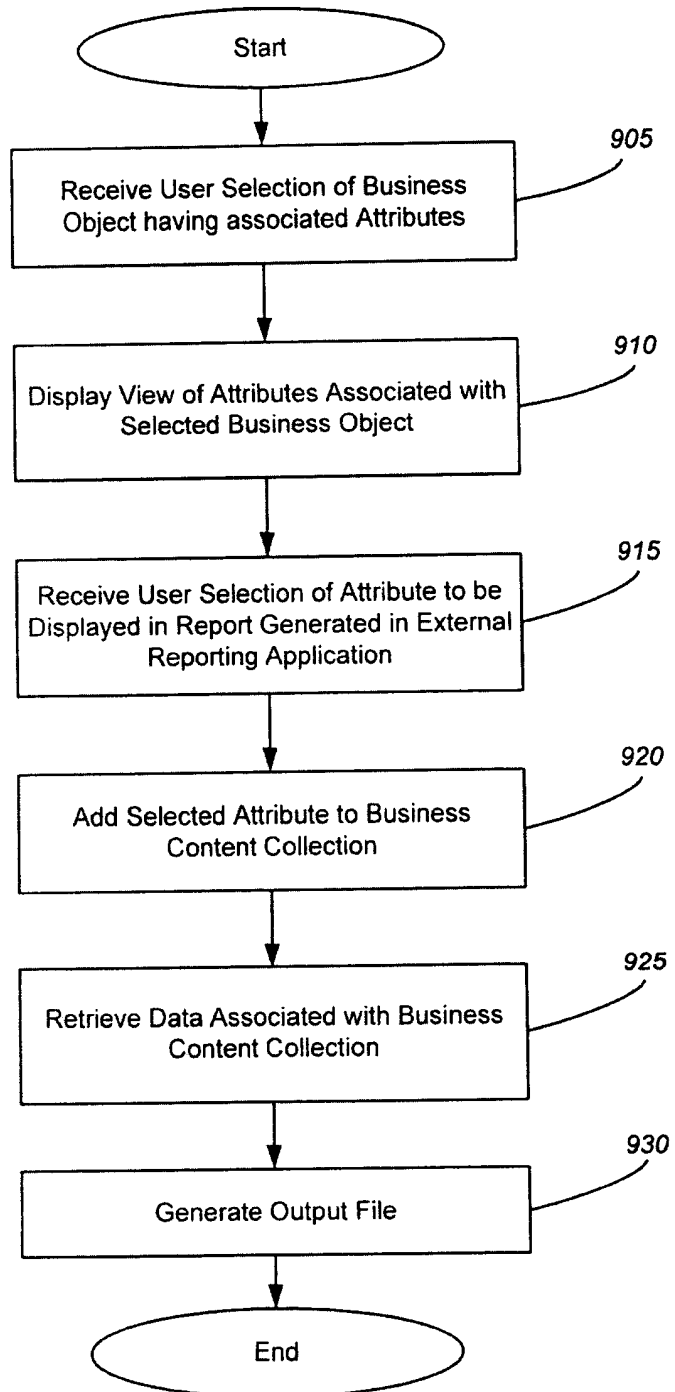 Start
905
Receive User Selection of Business
Object having associated Attributes
910
Display View of Attributes Associated with
Selected Business Object
915
Receive User Selection of Attribute to be
Displayed in Report Generated in External
Reporting Application
920
Add Selected Attribute to Business
Content Collection
925
Retrieve Data Associated with Business
Content Collection
930
Generate Output File
End